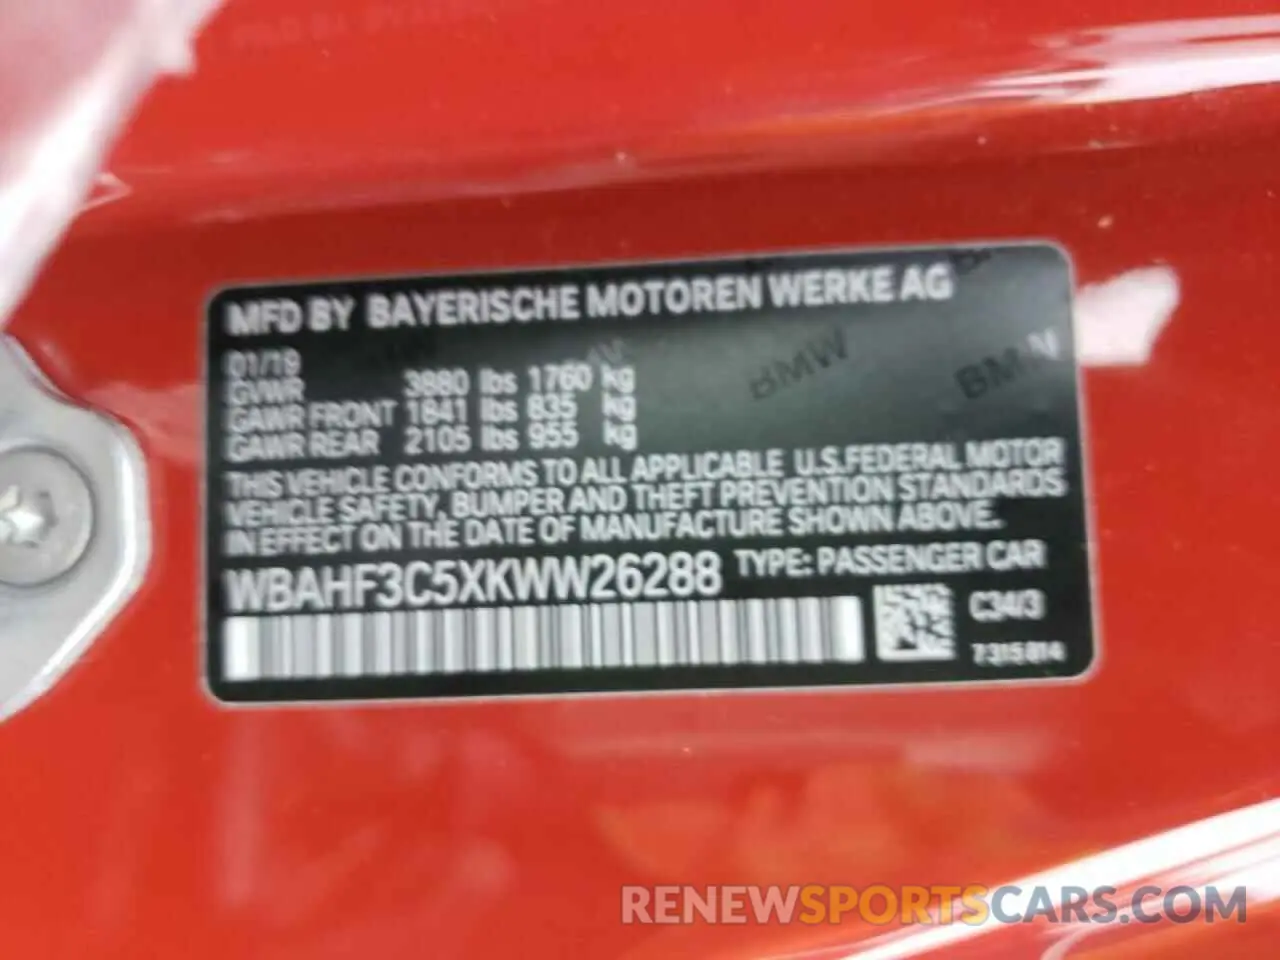 MFD BY BAYERISCHE MOTOREN WERKE AG
01/19
GVWR 3880 lbs 1760 kg
GAWR FRONT 1841 lbs 835 kg
GAWR REAR 2105 lbs 955 kg
THIS VEHICLE CONFORMS TO ALL APPLICABLE U.S.FEDERAL MOTOR
VEHICLE SAFETY, BUMPER AND THEFT PREVENTION STANDARDS
IN EFFECT ON THE DATE OF MANUFACTURE SHOWN ABOVE.
WBAHF3C5XKWW26288 TYPE: PASSENGER CAR
C34/3
7315814
BMW
BMW
RENEWSPORTSCARS.COM